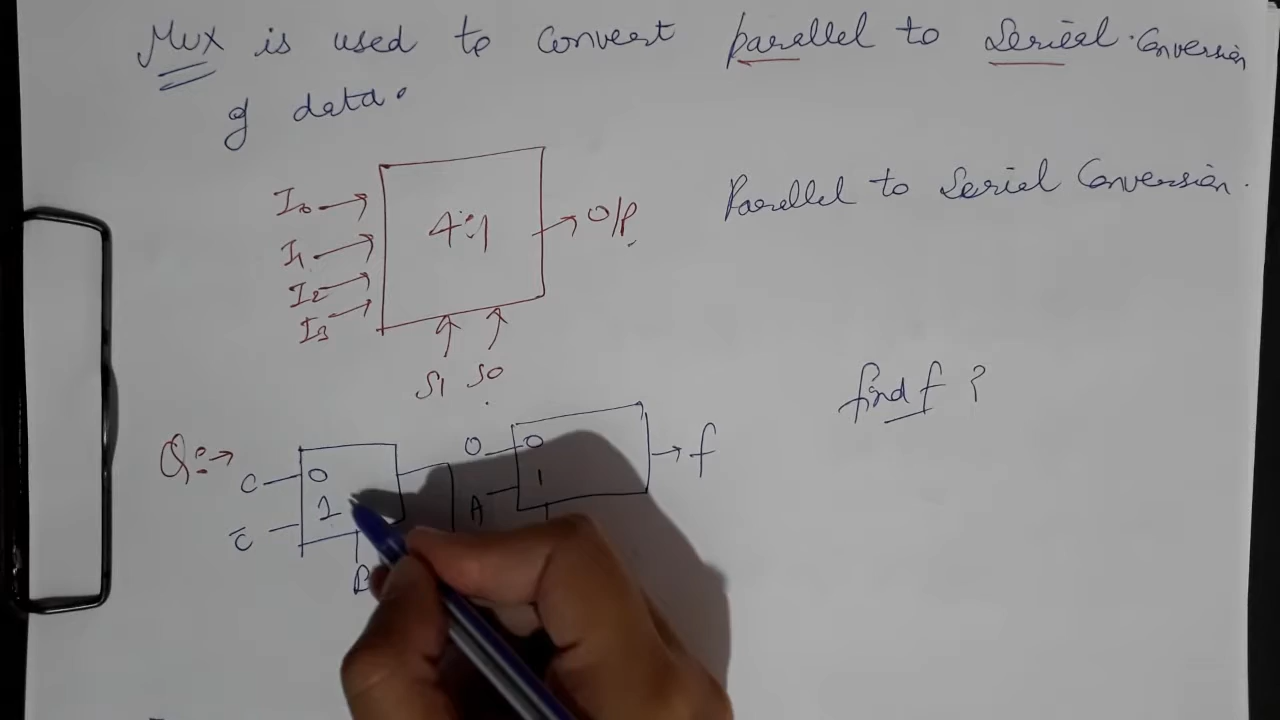 Mux is used to convert parallel to Serial Conversion
of data.
Parallel to Serial Conversion.
I0
I1
I2
I3
4:1
O/P
S1 S0
find f ?
Q:→
C 0
C̅ 1
B
0 0
A 1
f